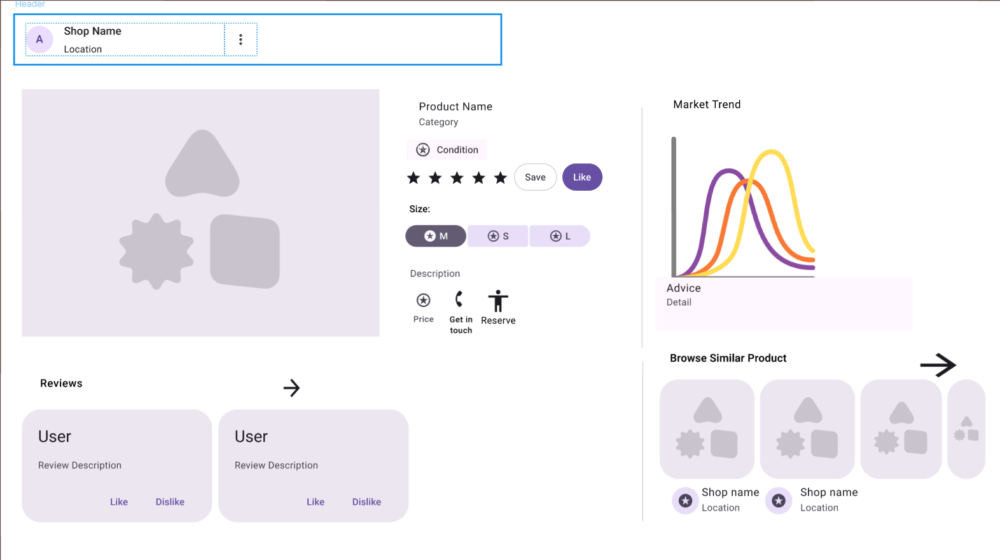 Header
A
Shop Name
Location
Product Name
Category
Condition
Save
Like
Size:
M
S
L
Description
Price
Get in
touch
Reserve
Market Trend
Advice
Detail
Reviews
User
Review Description
Like
Dislike
User
Review Description
Like
Dislike
Browse Similar Product
Shop name
Location
Shop name
Location